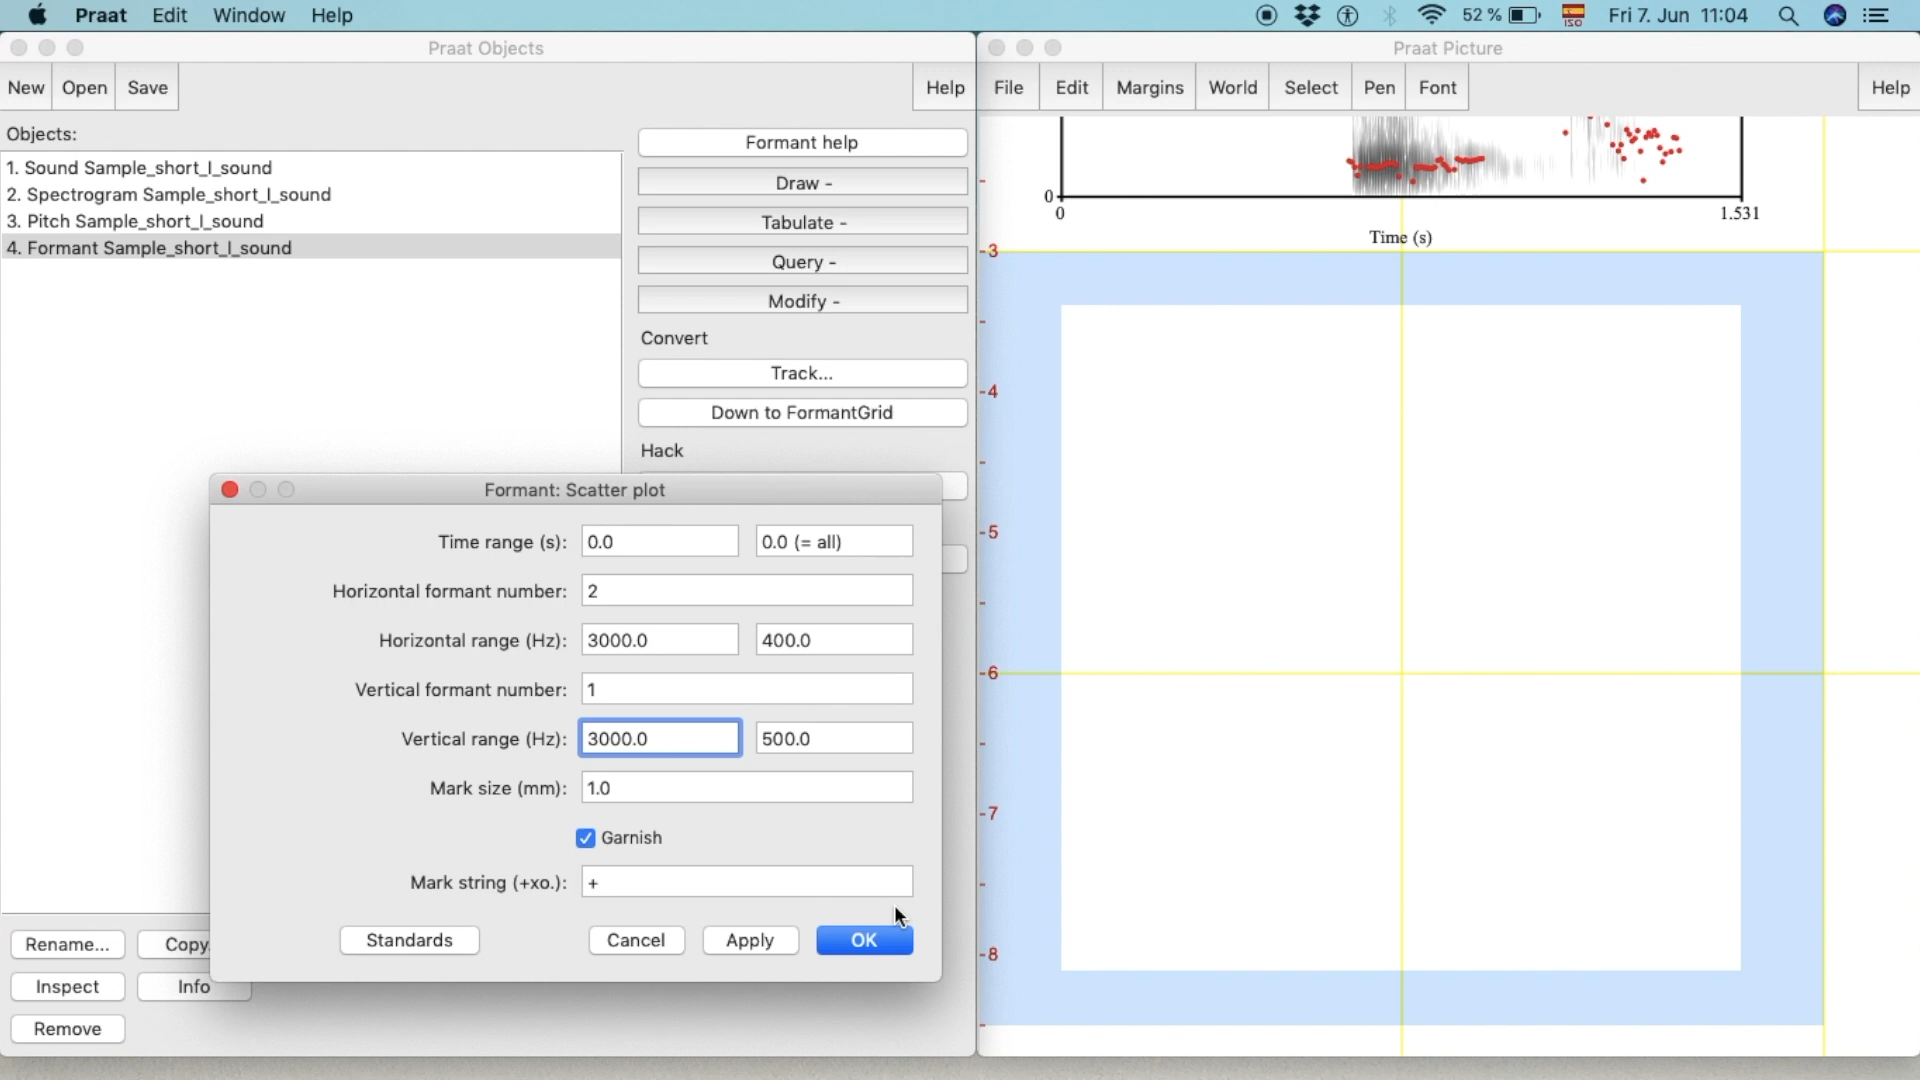 Praat Edit Window Help 52 % ISO Fri 7. Jun 11:04
Praat Objects
New Open Save Help
Objects:
1. Sound Sample_short_I_sound
2. Spectrogram Sample_short_I_sound
3. Pitch Sample_short_I_sound
4. Formant Sample_short_I_sound
Formant help
Draw -
Tabulate -
Query -
Modify -
Convert
Track...
Down to FormantGrid
Hack
Formant: Scatter plot
Time range (s): 0.0 0.0 (= all)
Horizontal formant number: 2
Horizontal range (Hz): 3000.0 400.0
Vertical formant number: 1
Vertical range (Hz): 3000.0 500.0
Mark size (mm): 1.0
Garnish
Mark string (+xo.): +
Standards Cancel Apply OK
Rename... Copy
Inspect Info
Remove
Praat Picture
File Edit Margins World Select Pen Font Help
0
0 1.531
Time (s)
-3
-4
-5
-6
-7
-8